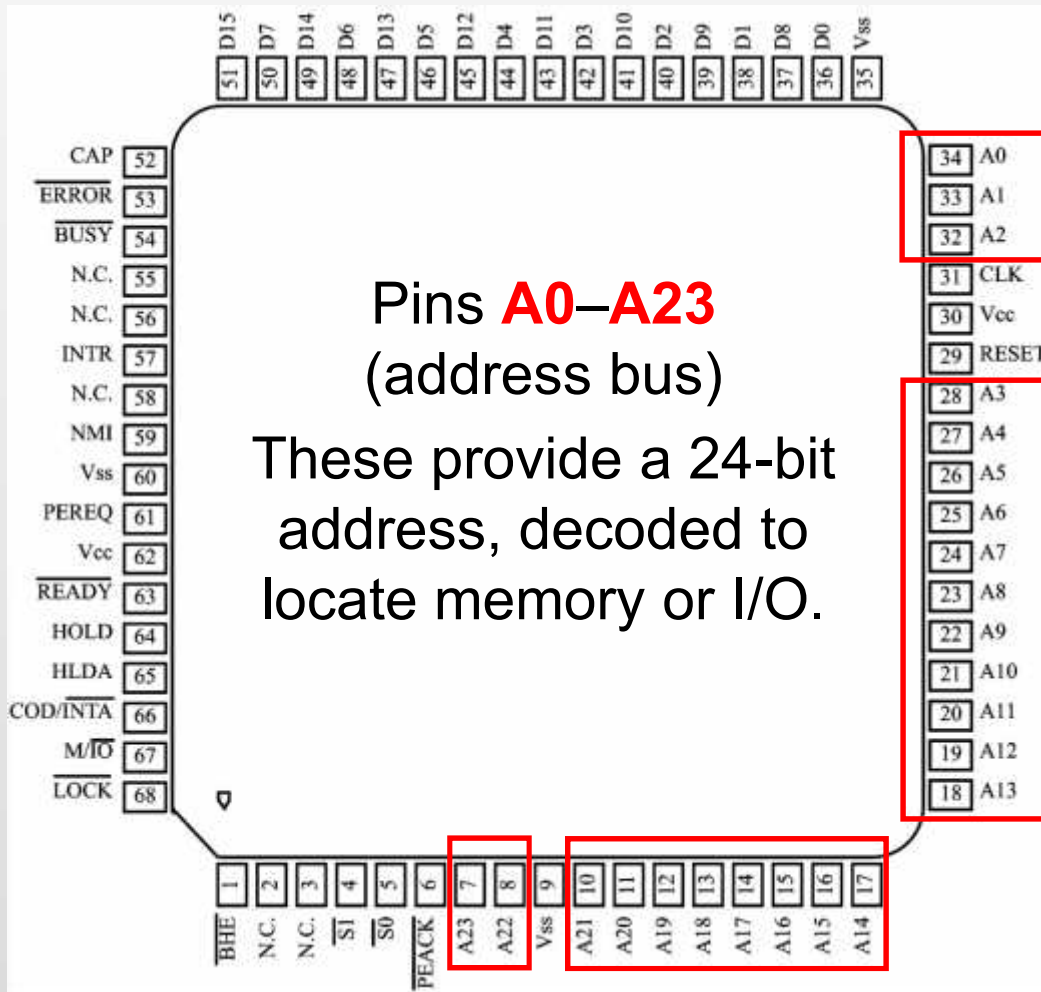 D15 D7 D14 D6 D13 D5 D12 D4 D11 D3 D10 D2 D9 D1 D8 D0 Vss
51 50 49 48 47 46 45 44 43 42 41 40 39 38 37 36 35
CAP 52
ERROR 53
BUSY 54
N.C. 55
N.C. 56
INTR 57
N.C. 58
NMI 59
Vss 60
PEREQ 61
Vcc 62
READY 63
HOLD 64
HLDA 65
COD/INTA 66
M/IO 67
LOCK 68
Pins A0–A23
(address bus)
These provide a 24-bit
address, decoded to
locate memory or I/O.
34 A0
33 A1
32 A2
31 CLK
30 Vcc
29 RESET
28 A3
27 A4
26 A5
25 A6
24 A7
23 A8
22 A9
21 A10
20 A11
19 A12
18 A13
1 2 3 4 5 6 7 8 9 10 11 12 13 14 15 16 17
BHE N.C. N.C. S1 S0 PEACK A23 A22 Vss A21 A20 A19 A18 A17 A16 A15 A14